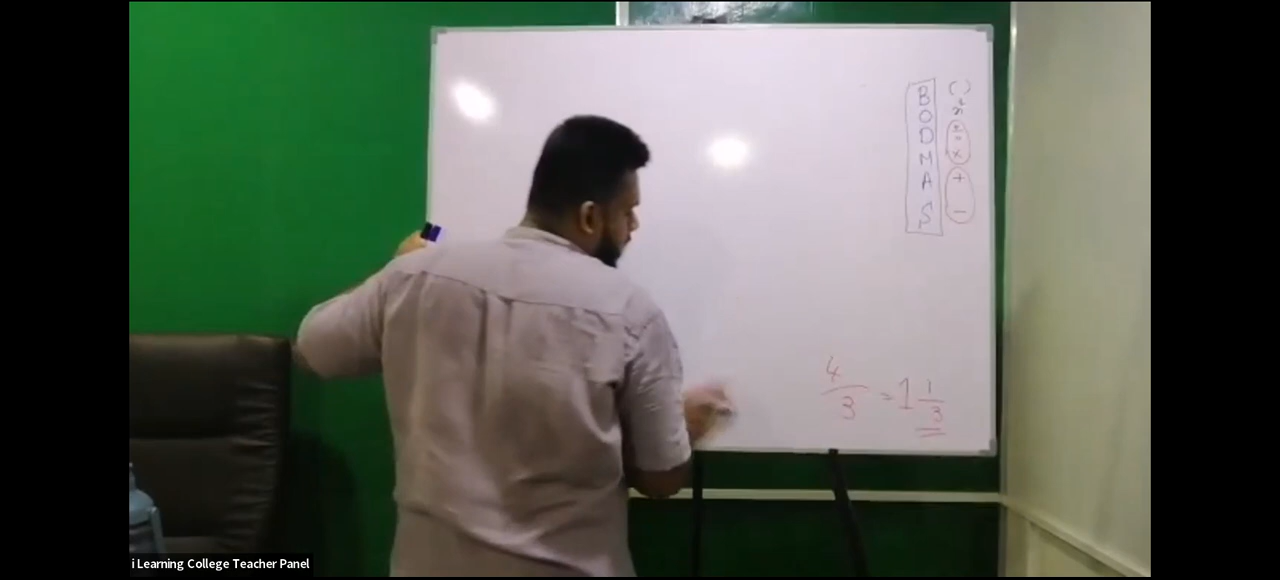 B ( )
O
D ÷
M ×
A +
S −
4/3 = 1 1/3
i Learning College Teacher Panel